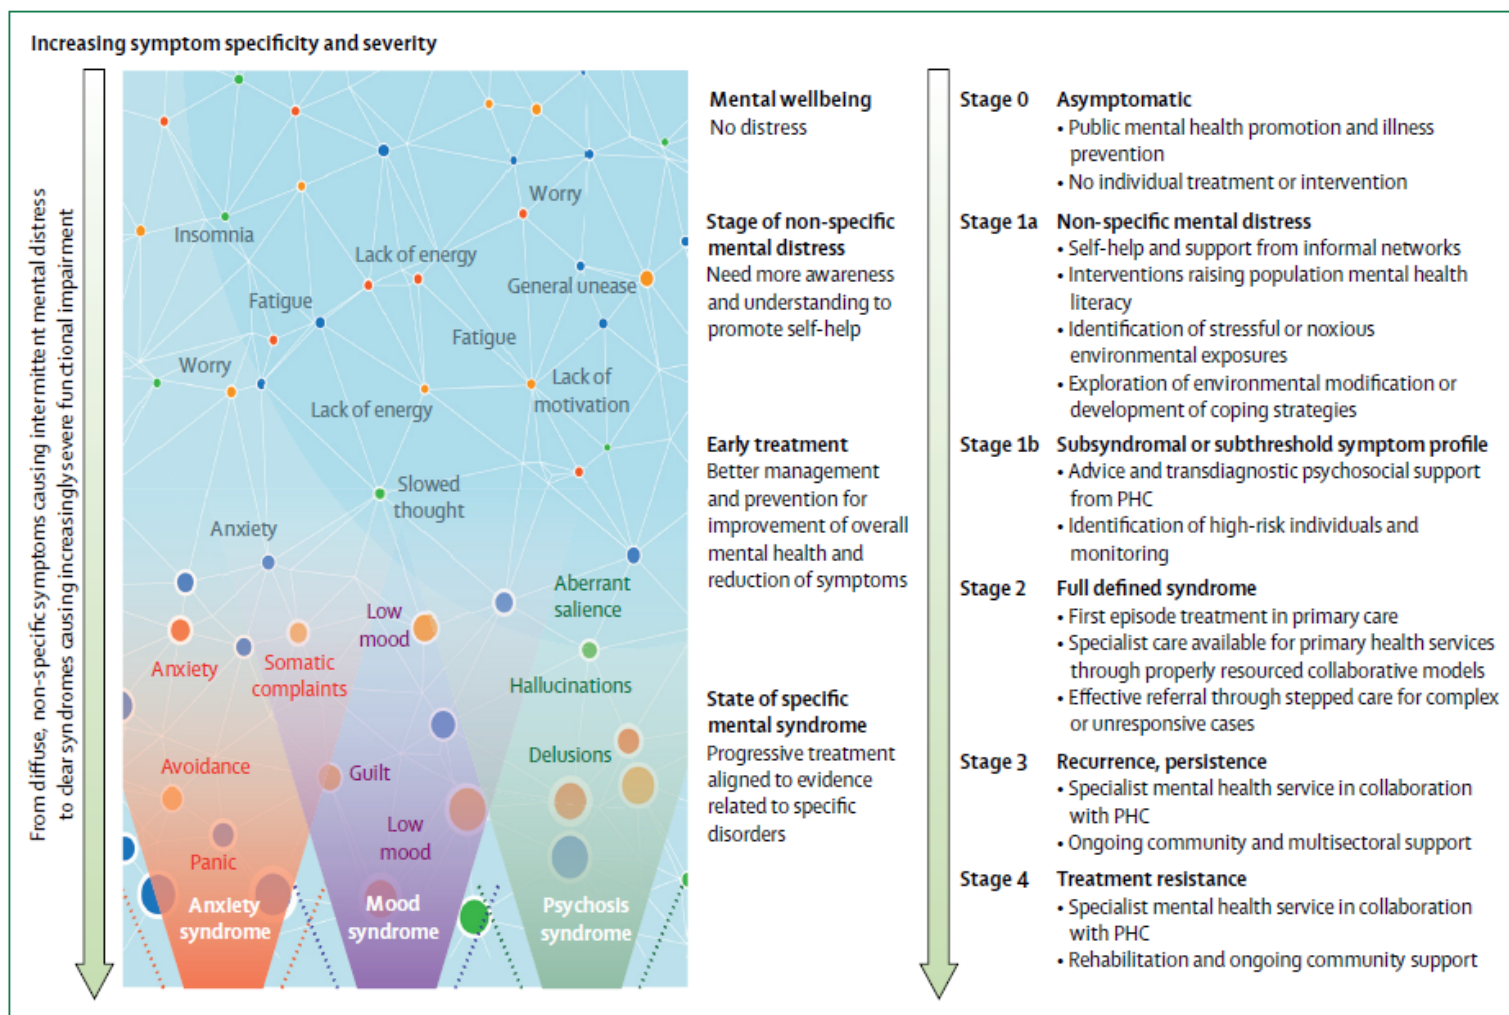 Increasing symptom specificity and severity
From diffuse, non-specific symptoms causing intermittent mental distress
to clear syndromes causing increasingly severe functional impairment
Worry
Insomnia
Lack of energy
General unease
Fatigue
Fatigue
Worry
Lack of
motivation
Lack of energy
Slowed
thought
Anxiety
Aberrant
salience
Low
mood
Anxiety
Somatic
complaints
Hallucinations
Delusions
Avoidance
Guilt
Low
mood
Panic
Anxiety
syndrome
Mood
syndrome
Psychosis
syndrome
Mental wellbeing
No distress
Stage of non-specific
mental distress
Need more awareness
and understanding to
promote self-help
Early treatment
Better management
and prevention for
improvement of overall
mental health and
reduction of symptoms
State of specific
mental syndrome
Progressive treatment
aligned to evidence
related to specific
disorders
Stage 0 Asymptomatic
• Public mental health promotion and illness
prevention
• No individual treatment or intervention
Stage 1a Non-specific mental distress
• Self-help and support from informal networks
• Interventions raising population mental health
literacy
• Identification of stressful or noxious
environmental exposures
• Exploration of environmental modification or
development of coping strategies
Stage 1b Subsyndromal or subthreshold symptom profile
• Advice and transdiagnostic psychosocial support
from PHC
• Identification of high-risk individuals and
monitoring
Stage 2 Full defined syndrome
• First episode treatment in primary care
• Specialist care available for primary health services
through properly resourced collaborative models
• Effective referral through stepped care for complex
or unresponsive cases
Stage 3 Recurrence, persistence
• Specialist mental health service in collaboration
with PHC
• Ongoing community and multisectoral support
Stage 4 Treatment resistance
• Specialist mental health service in collaboration
with PHC
• Rehabilitation and ongoing community support